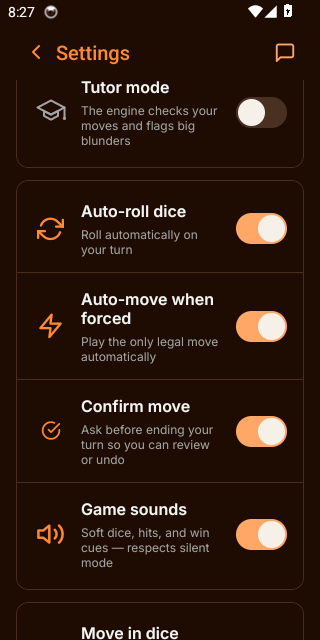 8:27
Settings
Tutor mode
The engine checks your
moves and flags big
blunders
Auto-roll dice
Roll automatically on
your turn
Auto-move when
forced
Play the only legal move
automatically
Confirm move
Ask before ending your
turn so you can review
or undo
Game sounds
Soft dice, hits, and win
cues — respects silent
mode
Move in dice